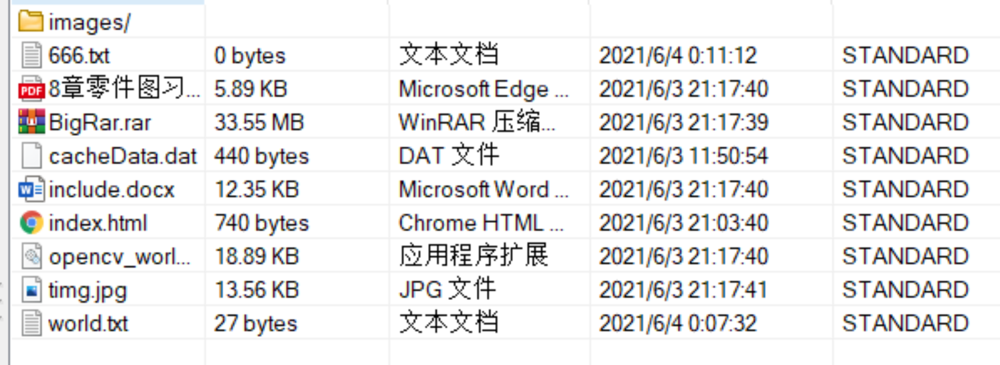 images/
666.txt 0 bytes 文本文档 2021/6/4 0:11:12 STANDARD
PDF 8章零件图习... 5.89 KB Microsoft Edge ... 2021/6/3 21:17:40 STANDARD
BigRar.rar 33.55 MB WinRAR 压缩... 2021/6/3 21:17:39 STANDARD
cacheData.dat 440 bytes DAT 文件 2021/6/3 11:50:54 STANDARD
W include.docx 12.35 KB Microsoft Word ... 2021/6/3 21:17:40 STANDARD
index.html 740 bytes Chrome HTML ... 2021/6/3 21:03:40 STANDARD
opencv_worl... 18.89 KB 应用程序扩展 2021/6/3 21:17:40 STANDARD
timg.jpg 13.56 KB JPG 文件 2021/6/3 21:17:41 STANDARD
world.txt 27 bytes 文本文档 2021/6/4 0:07:32 STANDARD